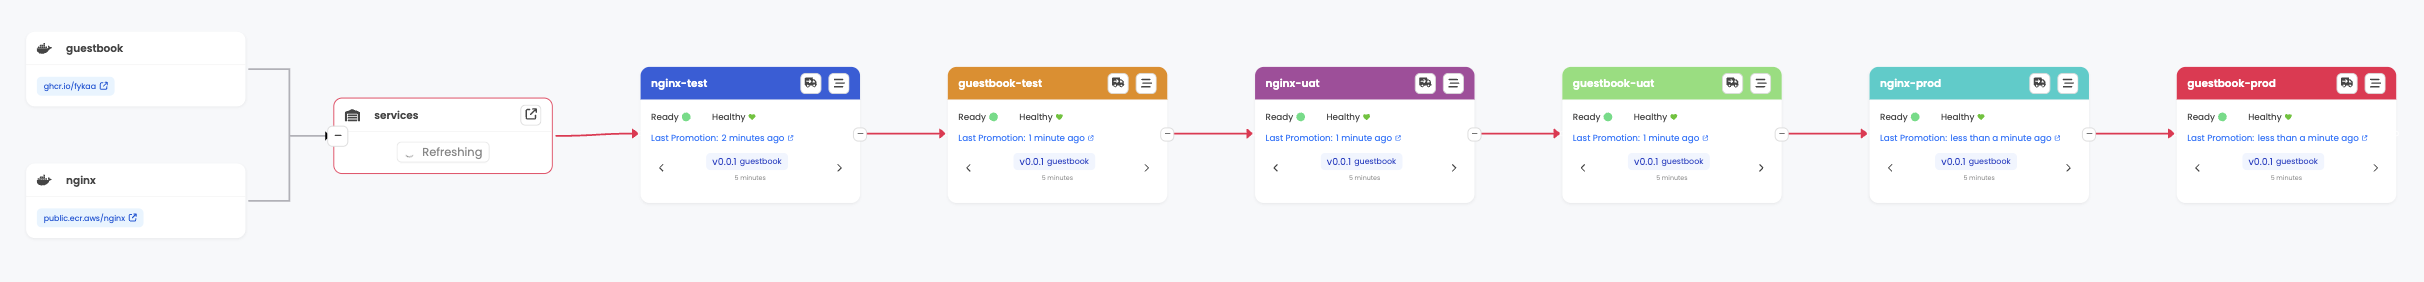 guestbook
ghcr.io/fykaa
nginx
public.ecr.aws/nginx
services
Refreshing
nginx-test
Ready Healthy
Last Promotion: 2 minutes ago
v0.0.1 guestbook
5 minutes
guestbook-test
Ready Healthy
Last Promotion: 1 minute ago
v0.0.1 guestbook
5 minutes
nginx-uat
Ready Healthy
Last Promotion: 1 minute ago
v0.0.1 guestbook
5 minutes
guestbook-uat
Ready Healthy
Last Promotion: 1 minute ago
v0.0.1 guestbook
5 minutes
nginx-prod
Ready Healthy
Last Promotion: less than a minute ago
v0.0.1 guestbook
5 minutes
guestbook-prod
Ready Healthy
Last Promotion: less than a minute ago
v0.0.1 guestbook
5 minutes